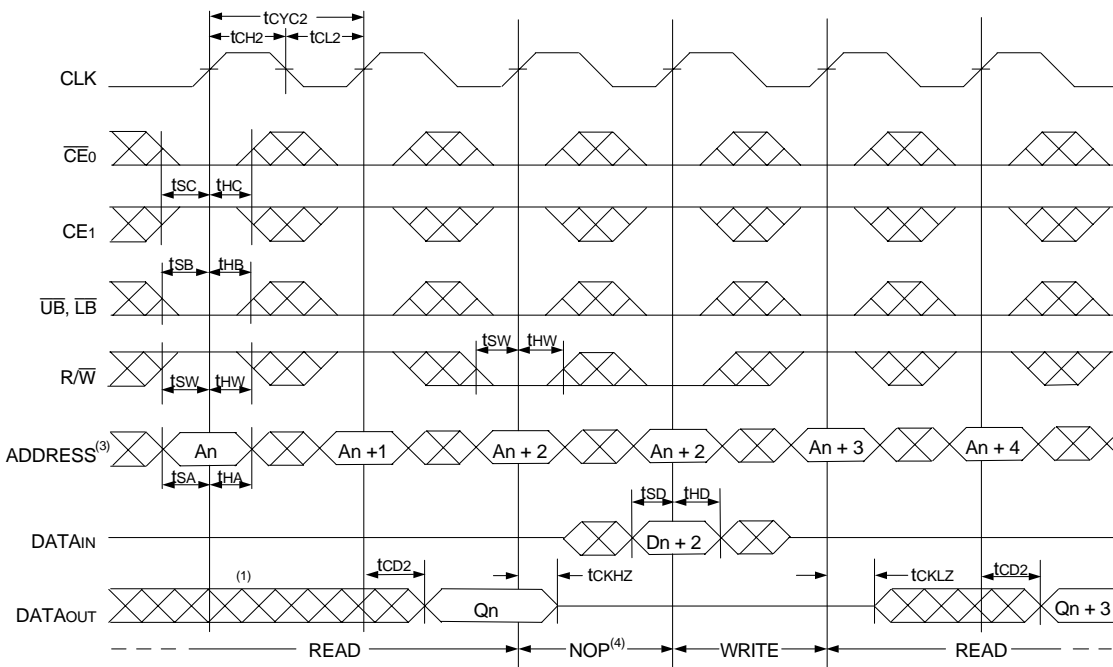 tCYC2
tCH2 tCL2
CLK
CE0
tSC tHC
CE1
tSB tHB
UB, LB
tSW tHW
R/W
tSW tHW
ADDRESS(3) An An +1 An + 2 An + 2 An + 3 An + 4
tSA tHA
tSD tHD
DATAIN Dn + 2
tCD2 tCKHZ tCKLZ tCD2
(1)
DATAOUT Qn Qn + 3
READ NOP(4) WRITE READ